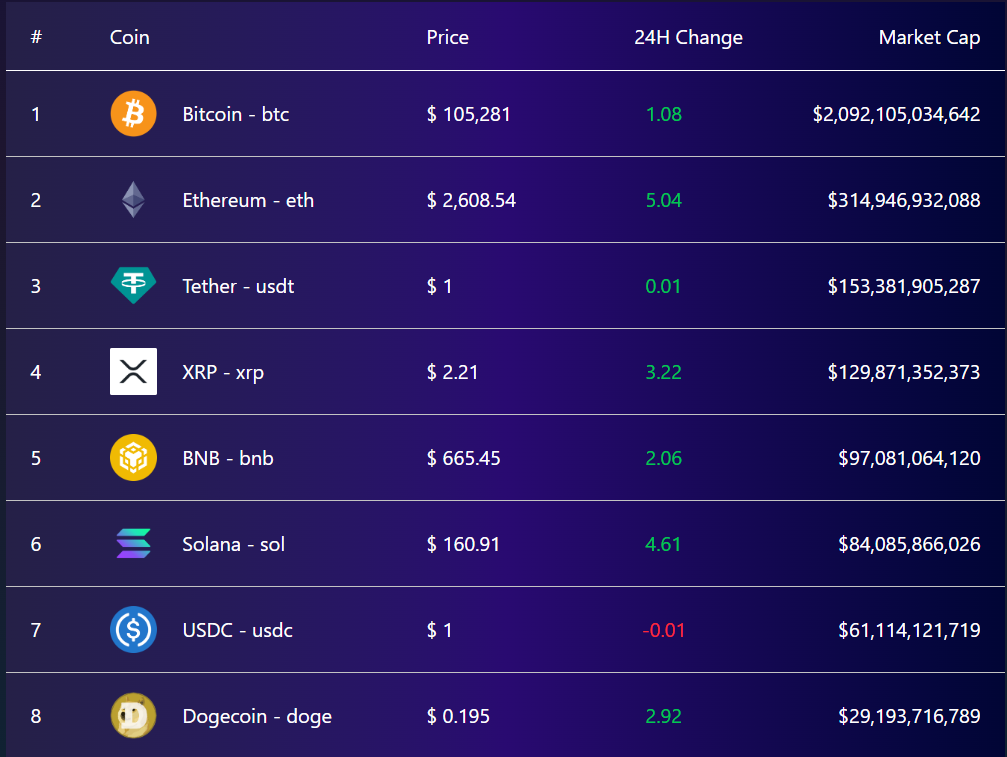 # Coin Price 24H Change Market Cap
1 Bitcoin - btc $ 105,281 1.08 $2,092,105,034,642
2 Ethereum - eth $ 2,608.54 5.04 $314,946,932,088
3 Tether - usdt $ 1 0.01 $153,381,905,287
4 XRP - xrp $ 2.21 3.22 $129,871,352,373
5 BNB - bnb $ 665.45 2.06 $97,081,064,120
6 Solana - sol $ 160.91 4.61 $84,085,866,026
7 USDC - usdc $ 1 -0.01 $61,114,121,719
8 Dogecoin - doge $ 0.195 2.92 $29,193,716,789